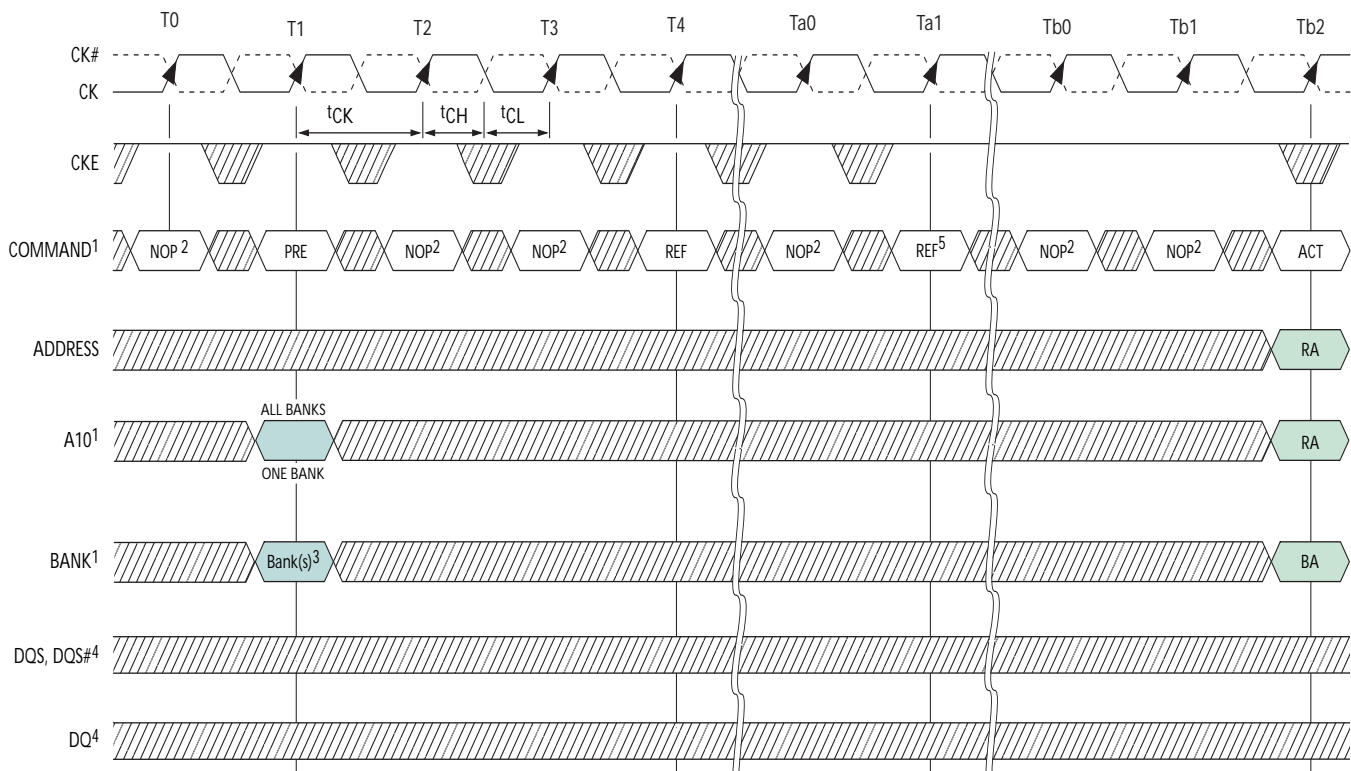 T0 T1 T2 T3 T4 Ta0 Ta1 Tb0 Tb1 Tb2
CK#
CK
tCK tCH tCL
CKE
COMMAND1 NOP 2 PRE NOP2 NOP2 REF NOP2 REF5 NOP2 NOP2 ACT
ADDRESS RA
ALL BANKS
A101 RA
ONE BANK
BANK1 Bank(s)3 BA
DQS, DQS#4
DQ4